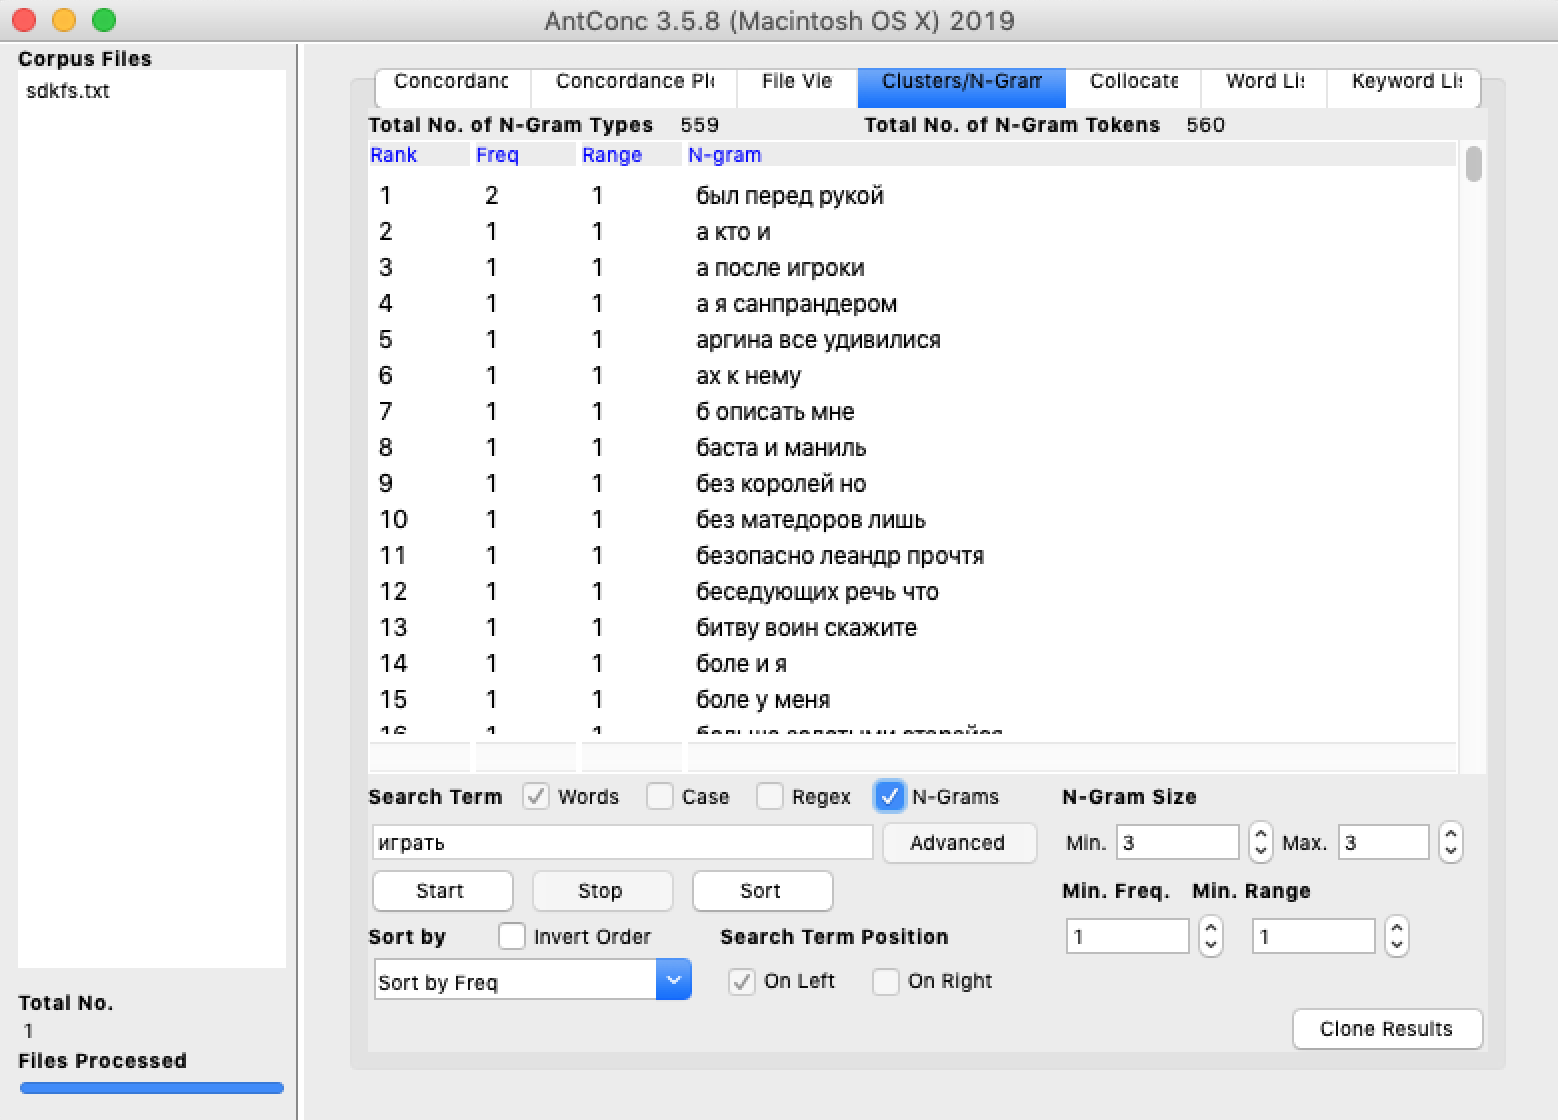 AntConc 3.5.8 (Macintosh OS X) 2019
Corpus Files
sdkfs.txt
Concordanc Concordance Plo File Vie Clusters/N-Gram Collocate Word Lis Keyword Lis
Total No. of N-Gram Types 559 Total No. of N-Gram Tokens 560
Rank Freq Range N-gram
1 2 1 был перед рукой
2 1 1 а кто и
3 1 1 а после игроки
4 1 1 а я санпрандером
5 1 1 аргина все удивилися
6 1 1 ах к нему
7 1 1 б описать мне
8 1 1 баста и маниль
9 1 1 без королей но
10 1 1 без матедоров лишь
11 1 1 безопасно леандр прочтя
12 1 1 беседующих речь что
13 1 1 битву воин скажите
14 1 1 боле и я
15 1 1 боле у меня
16 1 1
Search Term Words Case Regex N-Grams N-Gram Size
играть Advanced Min. 3 Max. 3
Start Stop Sort Min. Freq. Min. Range
Sort by Invert Order Search Term Position 1 1
Sort by Freq On Left On Right
Clone Results
Total No.
1
Files Processed